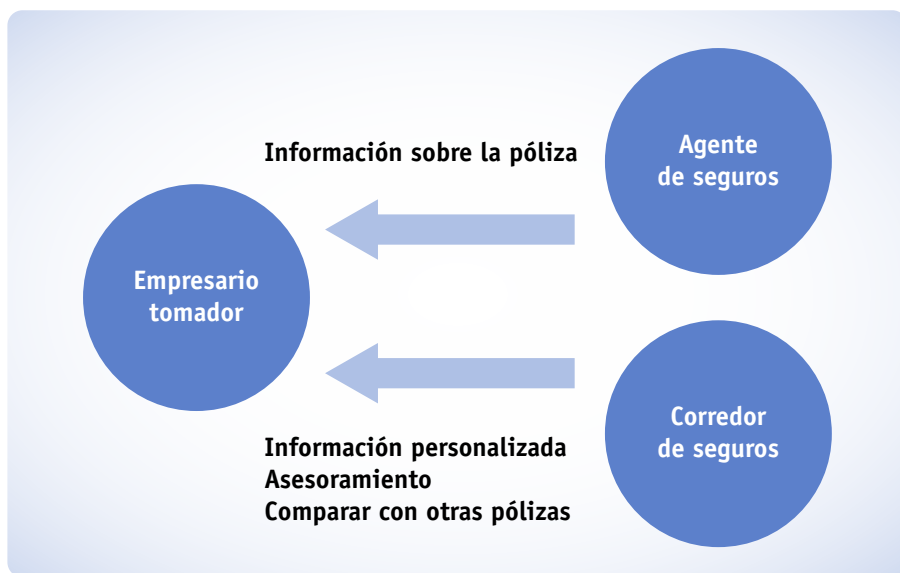 Información sobre la póliza
Agente
de seguros
Empresario
tomador
Corredor
de seguros
Información personalizada
Asesoramiento
Comparar con otras pólizas